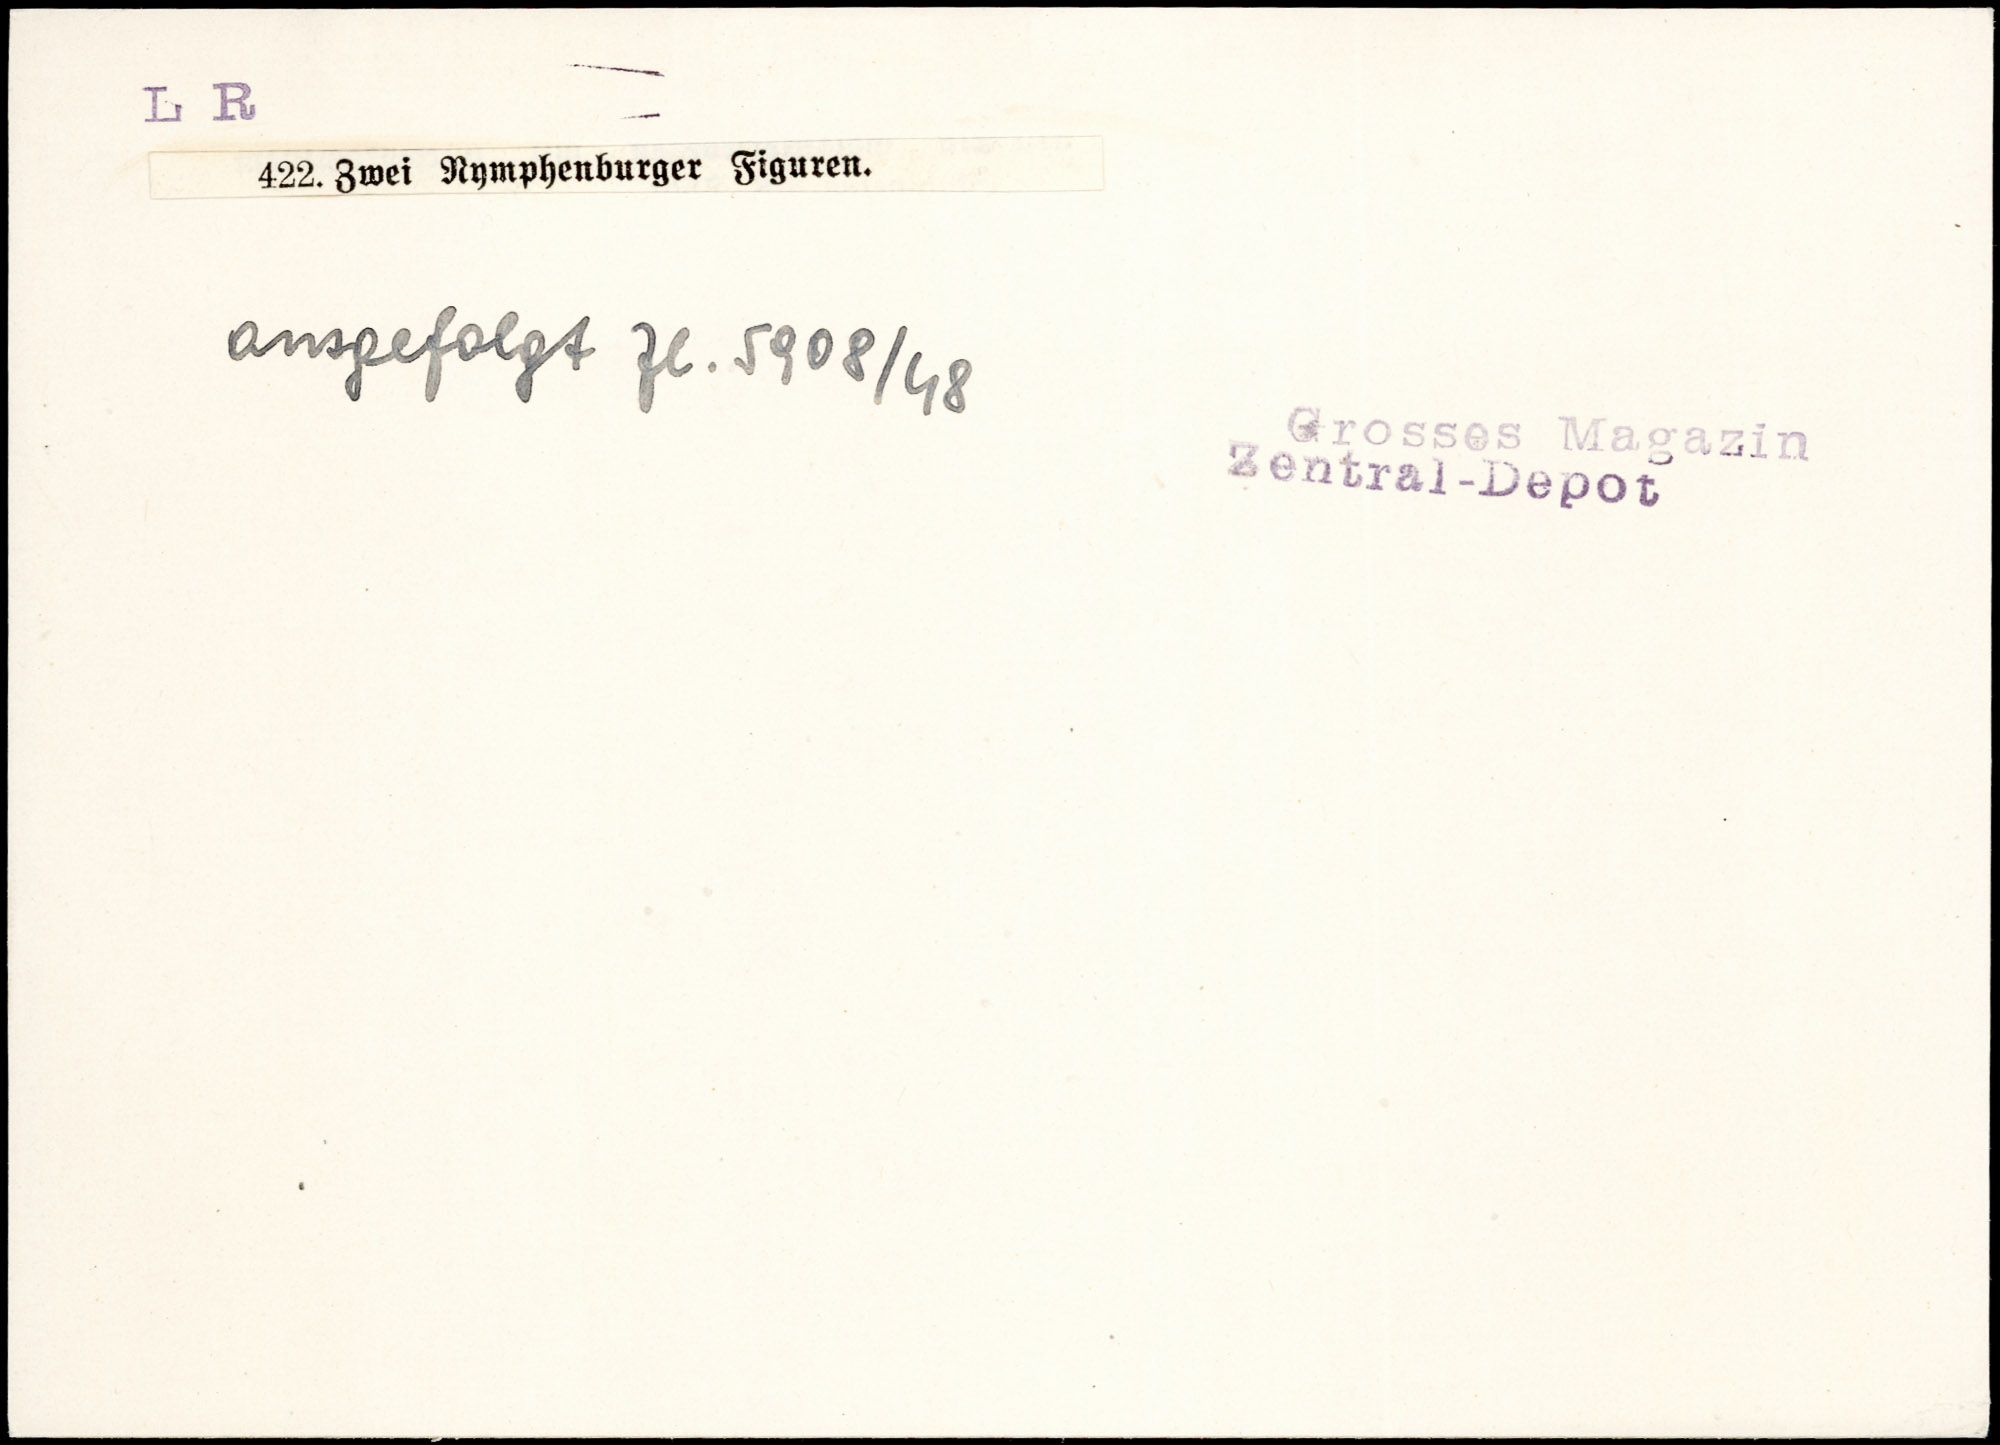 L R
422. Zwei Nymphenburger Figuren.
ausgefolgt Zl. 5908/48
Grosses Magazin
Zentral-Depot